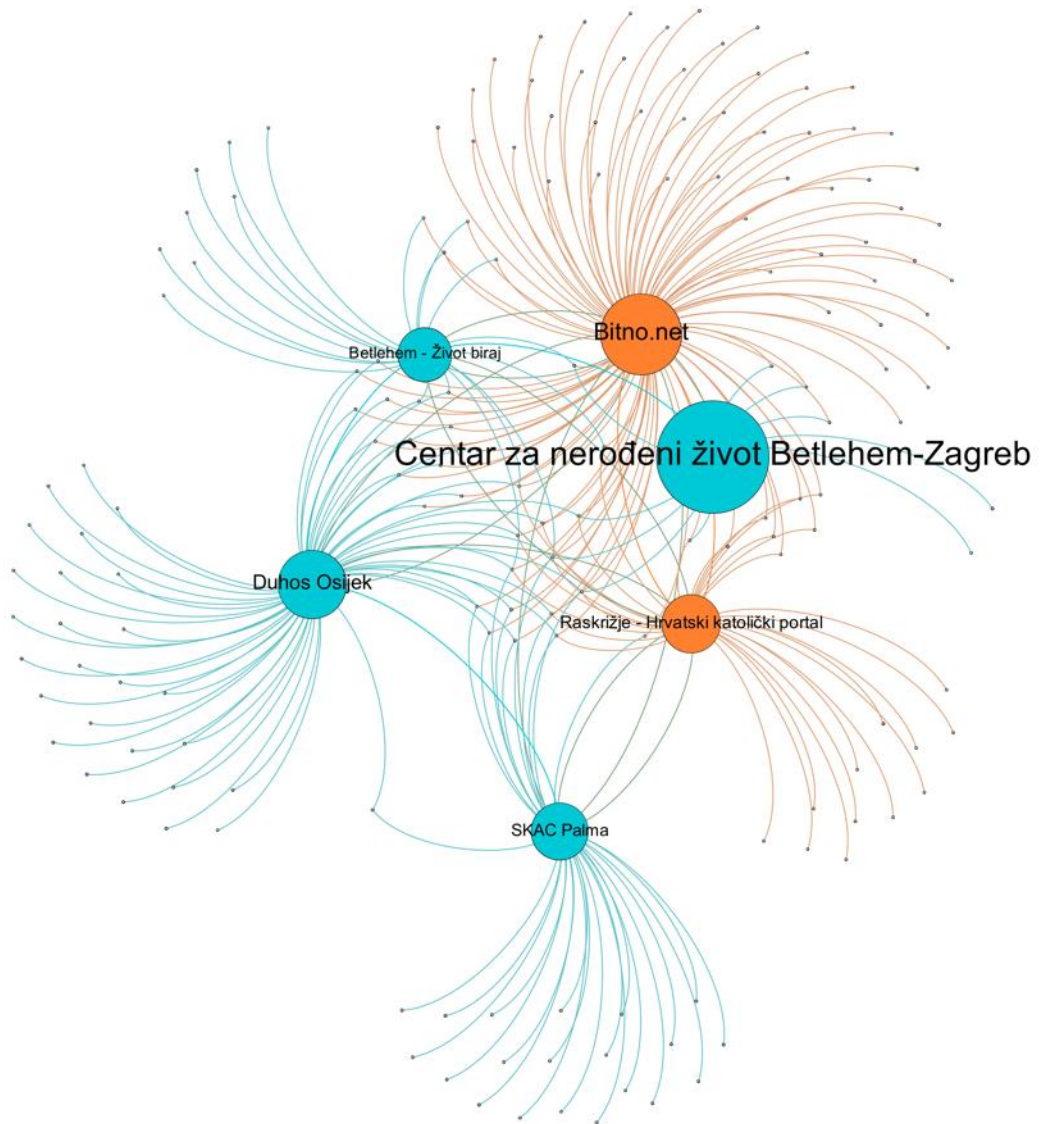 Bitno.net
Betlehem - Život biraj
Centar za nerođeni život Betlehem-Zagreb
Duhos Osijek
Raskrižje - Hrvatski katolički portal
SKAC Palma